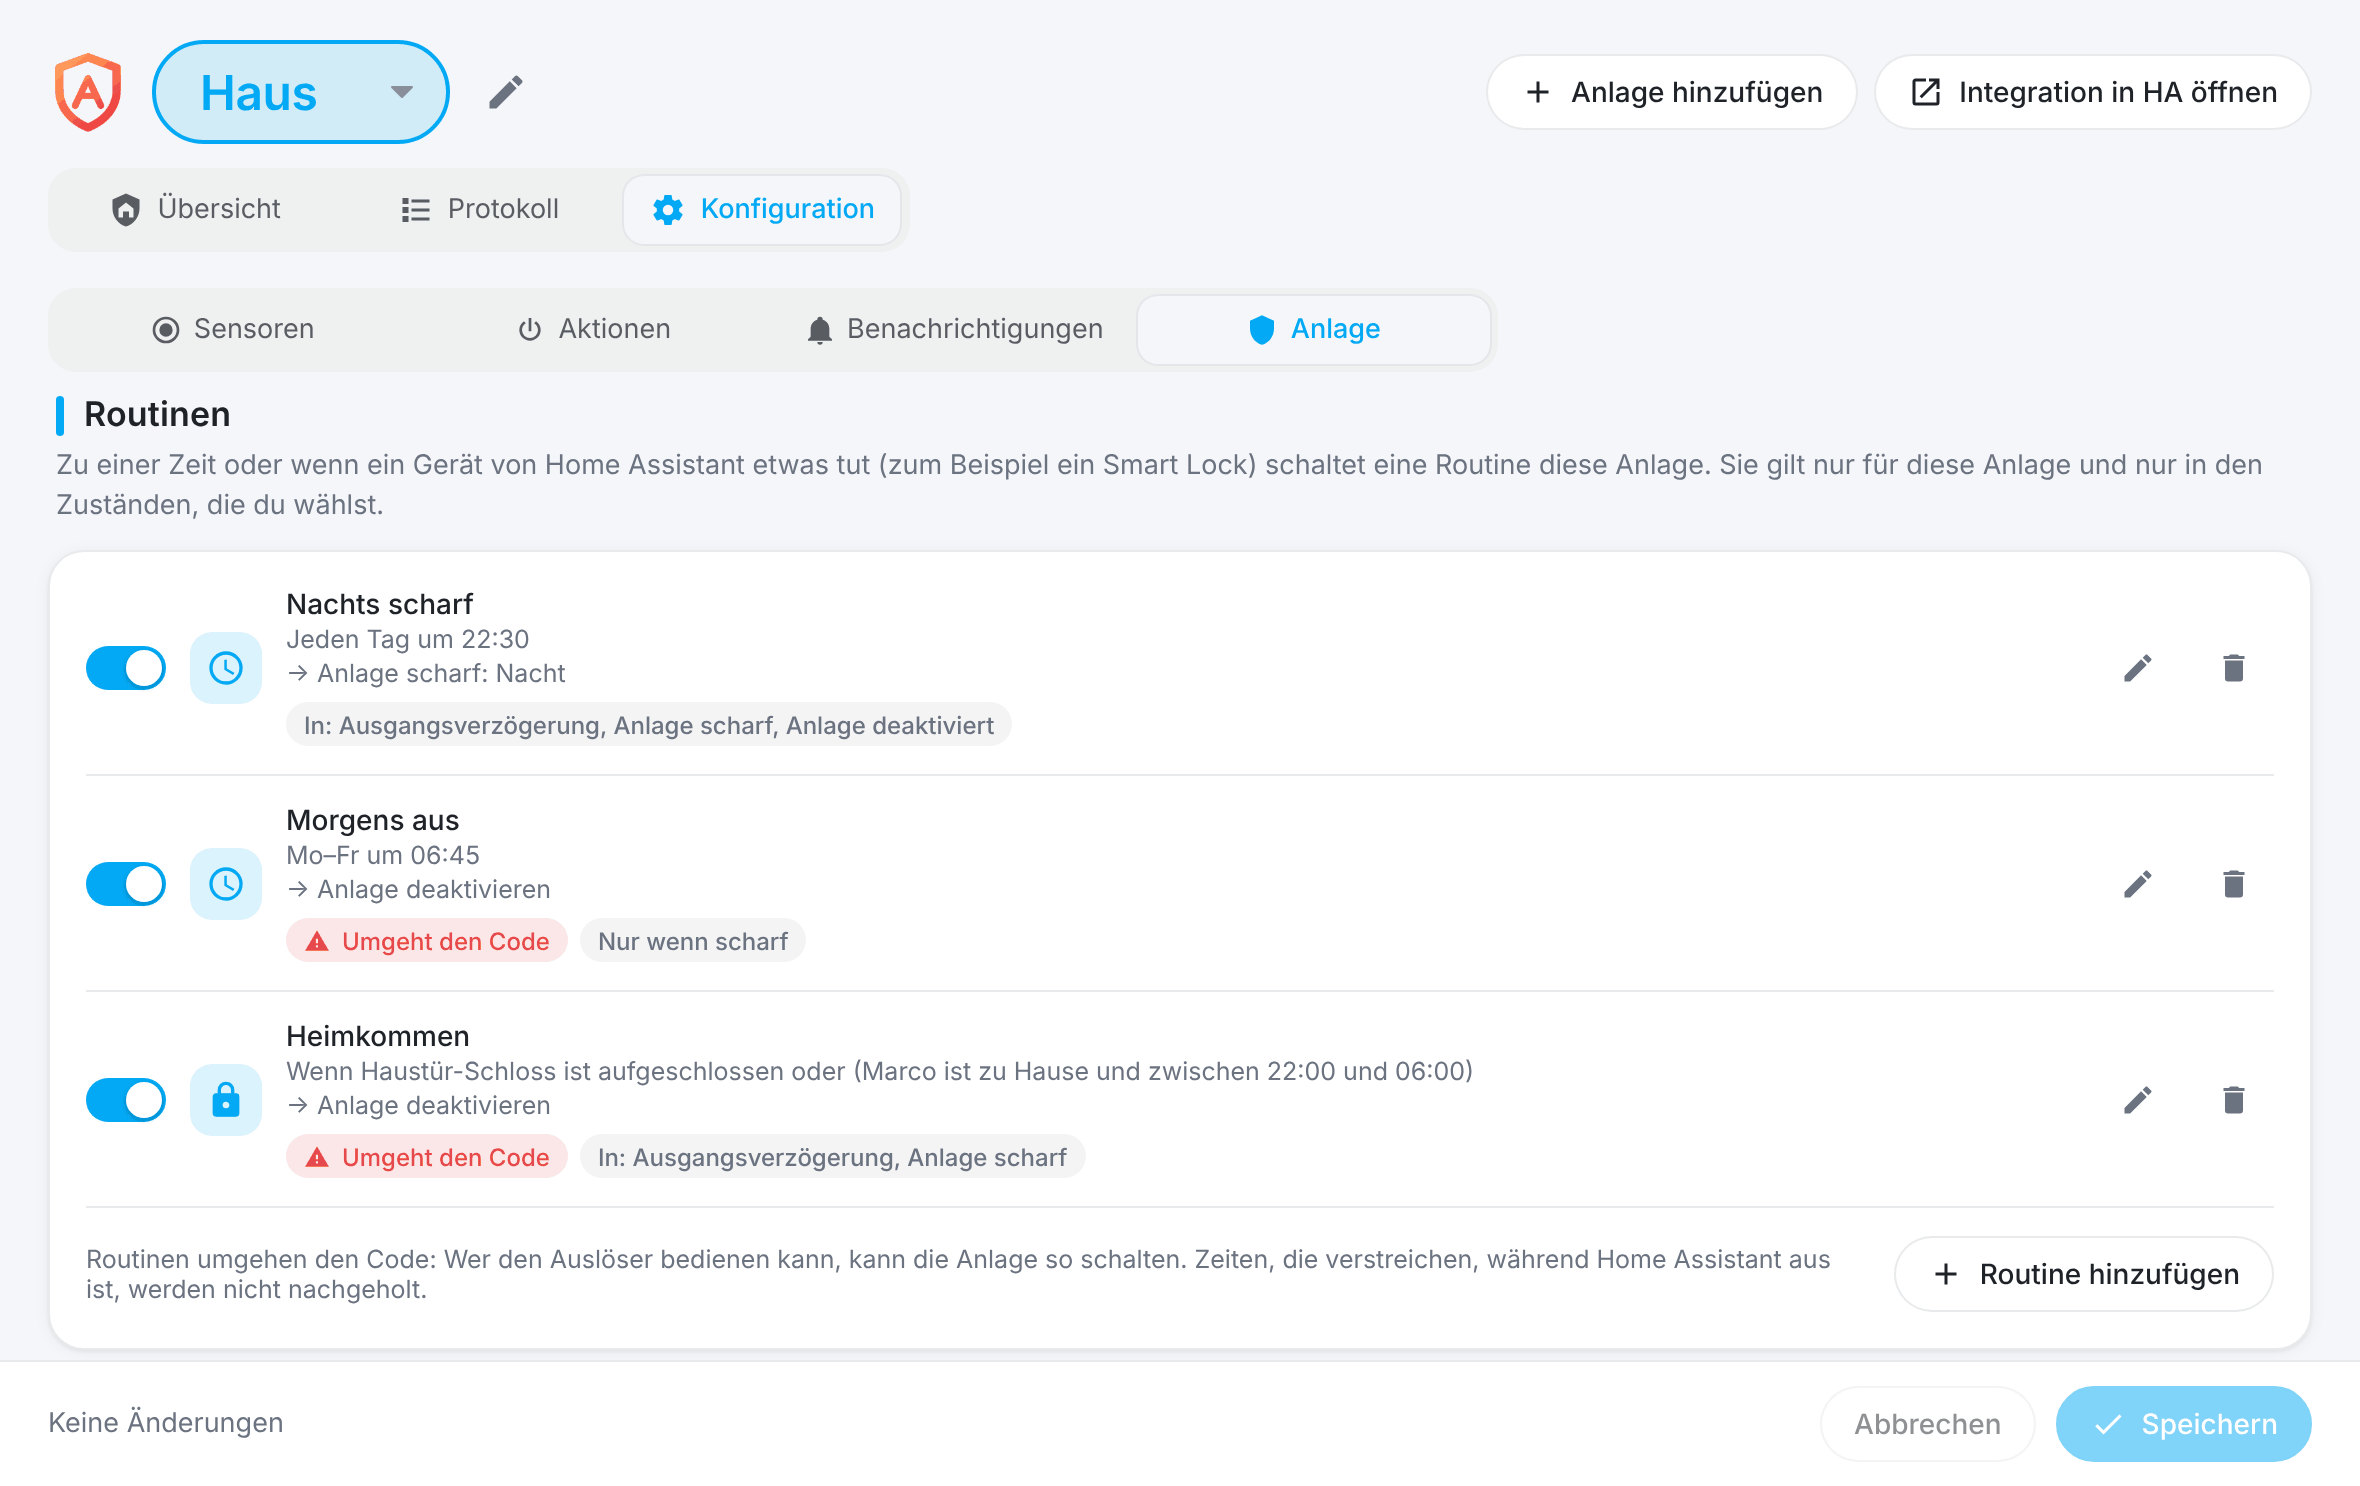 Haus
+ Anlage hinzufügen
Integration in HA öffnen
Übersicht
Protokoll
Konfiguration
Sensoren
Aktionen
Benachrichtigungen
Anlage
Routinen
Zu einer Zeit oder wenn ein Gerät von Home Assistant etwas tut (zum Beispiel ein Smart Lock) schaltet eine Routine diese Anlage. Sie gilt nur für diese Anlage und nur in den
Zuständen, die du wählst.
Nachts scharf
Jeden Tag um 22:30
→ Anlage scharf: Nacht
In: Ausgangsverzögerung, Anlage scharf, Anlage deaktiviert
Morgens aus
Mo–Fr um 06:45
→ Anlage deaktivieren
Umgeht den Code
Nur wenn scharf
Heimkommen
Wenn Haustür-Schloss ist aufgeschlossen oder (Marco ist zu Hause und zwischen 22:00 und 06:00)
→ Anlage deaktivieren
Umgeht den Code
In: Ausgangsverzögerung, Anlage scharf
Routinen umgehen den Code: Wer den Auslöser bedienen kann, kann die Anlage so schalten. Zeiten, die verstreichen, während Home Assistant aus
ist, werden nicht nachgeholt.
+ Routine hinzufügen
Keine Änderungen
Abbrechen
Speichern